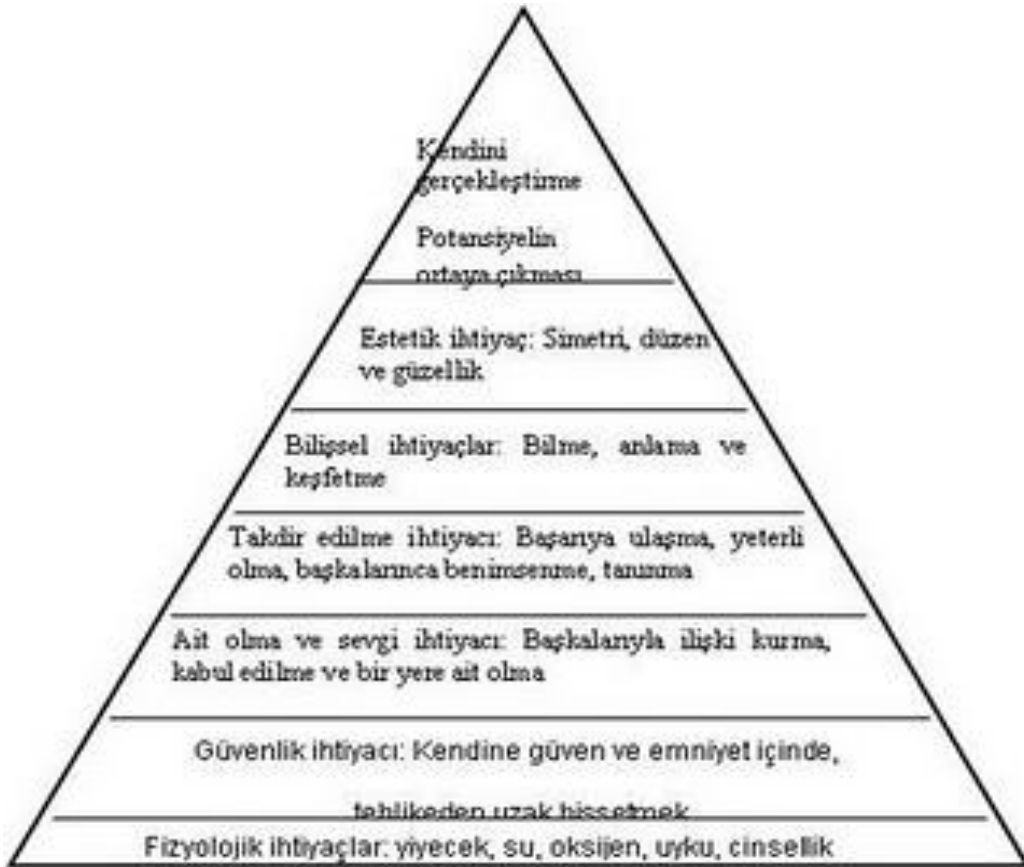 Kendini
gerçekleştirme
Potansiyelin
ortaya çıkması
Estetik ihtiyaç: Simetri, düzen
ve güzellik
Bilişsel ihtiyaçlar: Bilme, anlama ve
keşfetme
Takdir edilme ihtiyacı: Başarıya ulaşma, yeterli
olma, başkalarınca benimsenme, tanınma
Ait olma ve sevgi ihtiyacı: Başkalarıyla ilişki kurma,
kabul edilme ve bir yere ait olma
Güvenlik ihtiyacı: Kendine güven ve emniyet içinde,
tehlikeden uzak hissetmek
Fizyolojik ihtiyaçlar: yiyecek, su, oksijen, uyku, cinsellik